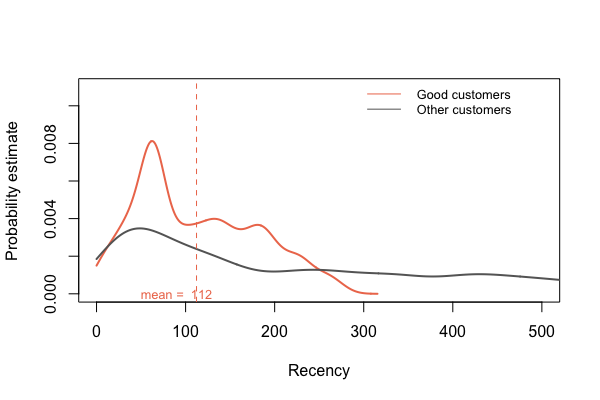 Good customers
Other customers
Probability estimate
0.000
0.004
0.008
mean = 112
0
100
200
300
400
500
Recency